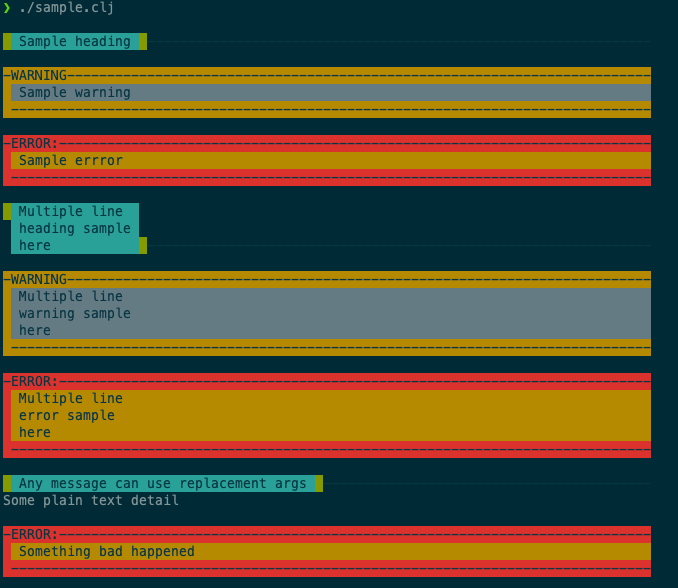 ❯ ./sample.clj
Sample heading
WARNING
Sample warning
ERROR:
Sample errror
Multiple line
heading sample
here
WARNING
Multiple line
warning sample
here
ERROR:
Multiple line
error sample
here
Any message can use replacement args
Some plain text detail
ERROR:
Something bad happened